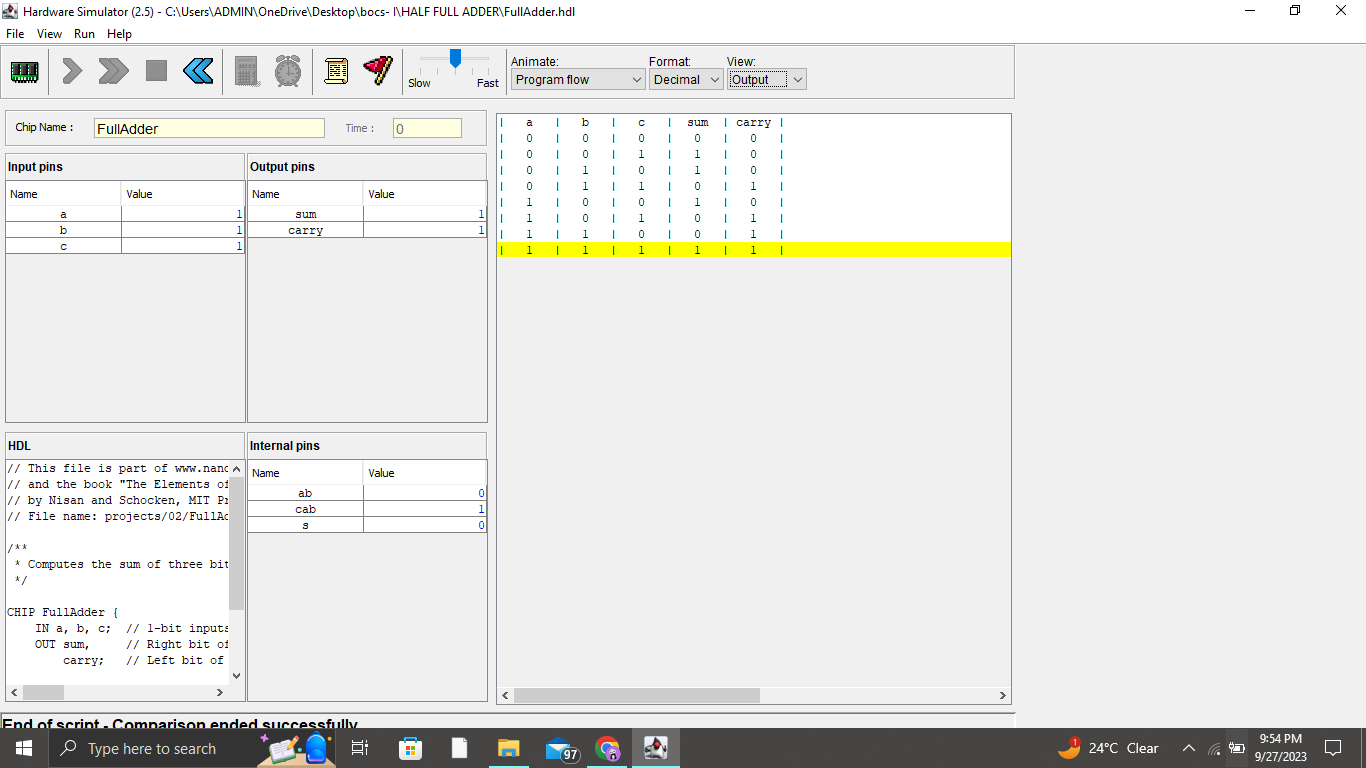 Hardware Simulator (2.5) - C:\Users\ADMIN\OneDrive\Desktop\bocs- I\HALF FULL ADDER\FullAdder.hdl
File View Run Help
Slow Fast
Animate: Format: View:
Program flow Decimal Output
Chip Name : FullAdder Time : 0
Input pins
Name Value
a 1
b 1
c 1
Output pins
Name Value
sum 1
carry 1
| a | b | c | sum | carry |
| 0 | 0 | 0 | 0 | 0 |
| 0 | 0 | 1 | 1 | 0 |
| 0 | 1 | 0 | 1 | 0 |
| 0 | 1 | 1 | 0 | 1 |
| 1 | 0 | 0 | 1 | 0 |
| 1 | 0 | 1 | 0 | 1 |
| 1 | 1 | 0 | 0 | 1 |
| 1 | 1 | 1 | 1 | 1 |
HDL
// This file is part of www.nanc
// and the book "The Elements of
// by Nisan and Schocken, MIT Pr
// File name: projects/02/FullAd
/**
* Computes the sum of three bit
*/
CHIP FullAdder {
IN a, b, c; // 1-bit inputs
OUT sum, // Right bit of
carry; // Left bit of
Internal pins
Name Value
ab 0
cab 1
s 0
End of script - Comparison ended successfully
Type here to search
97
1
24°C Clear
9:54 PM
9/27/2023